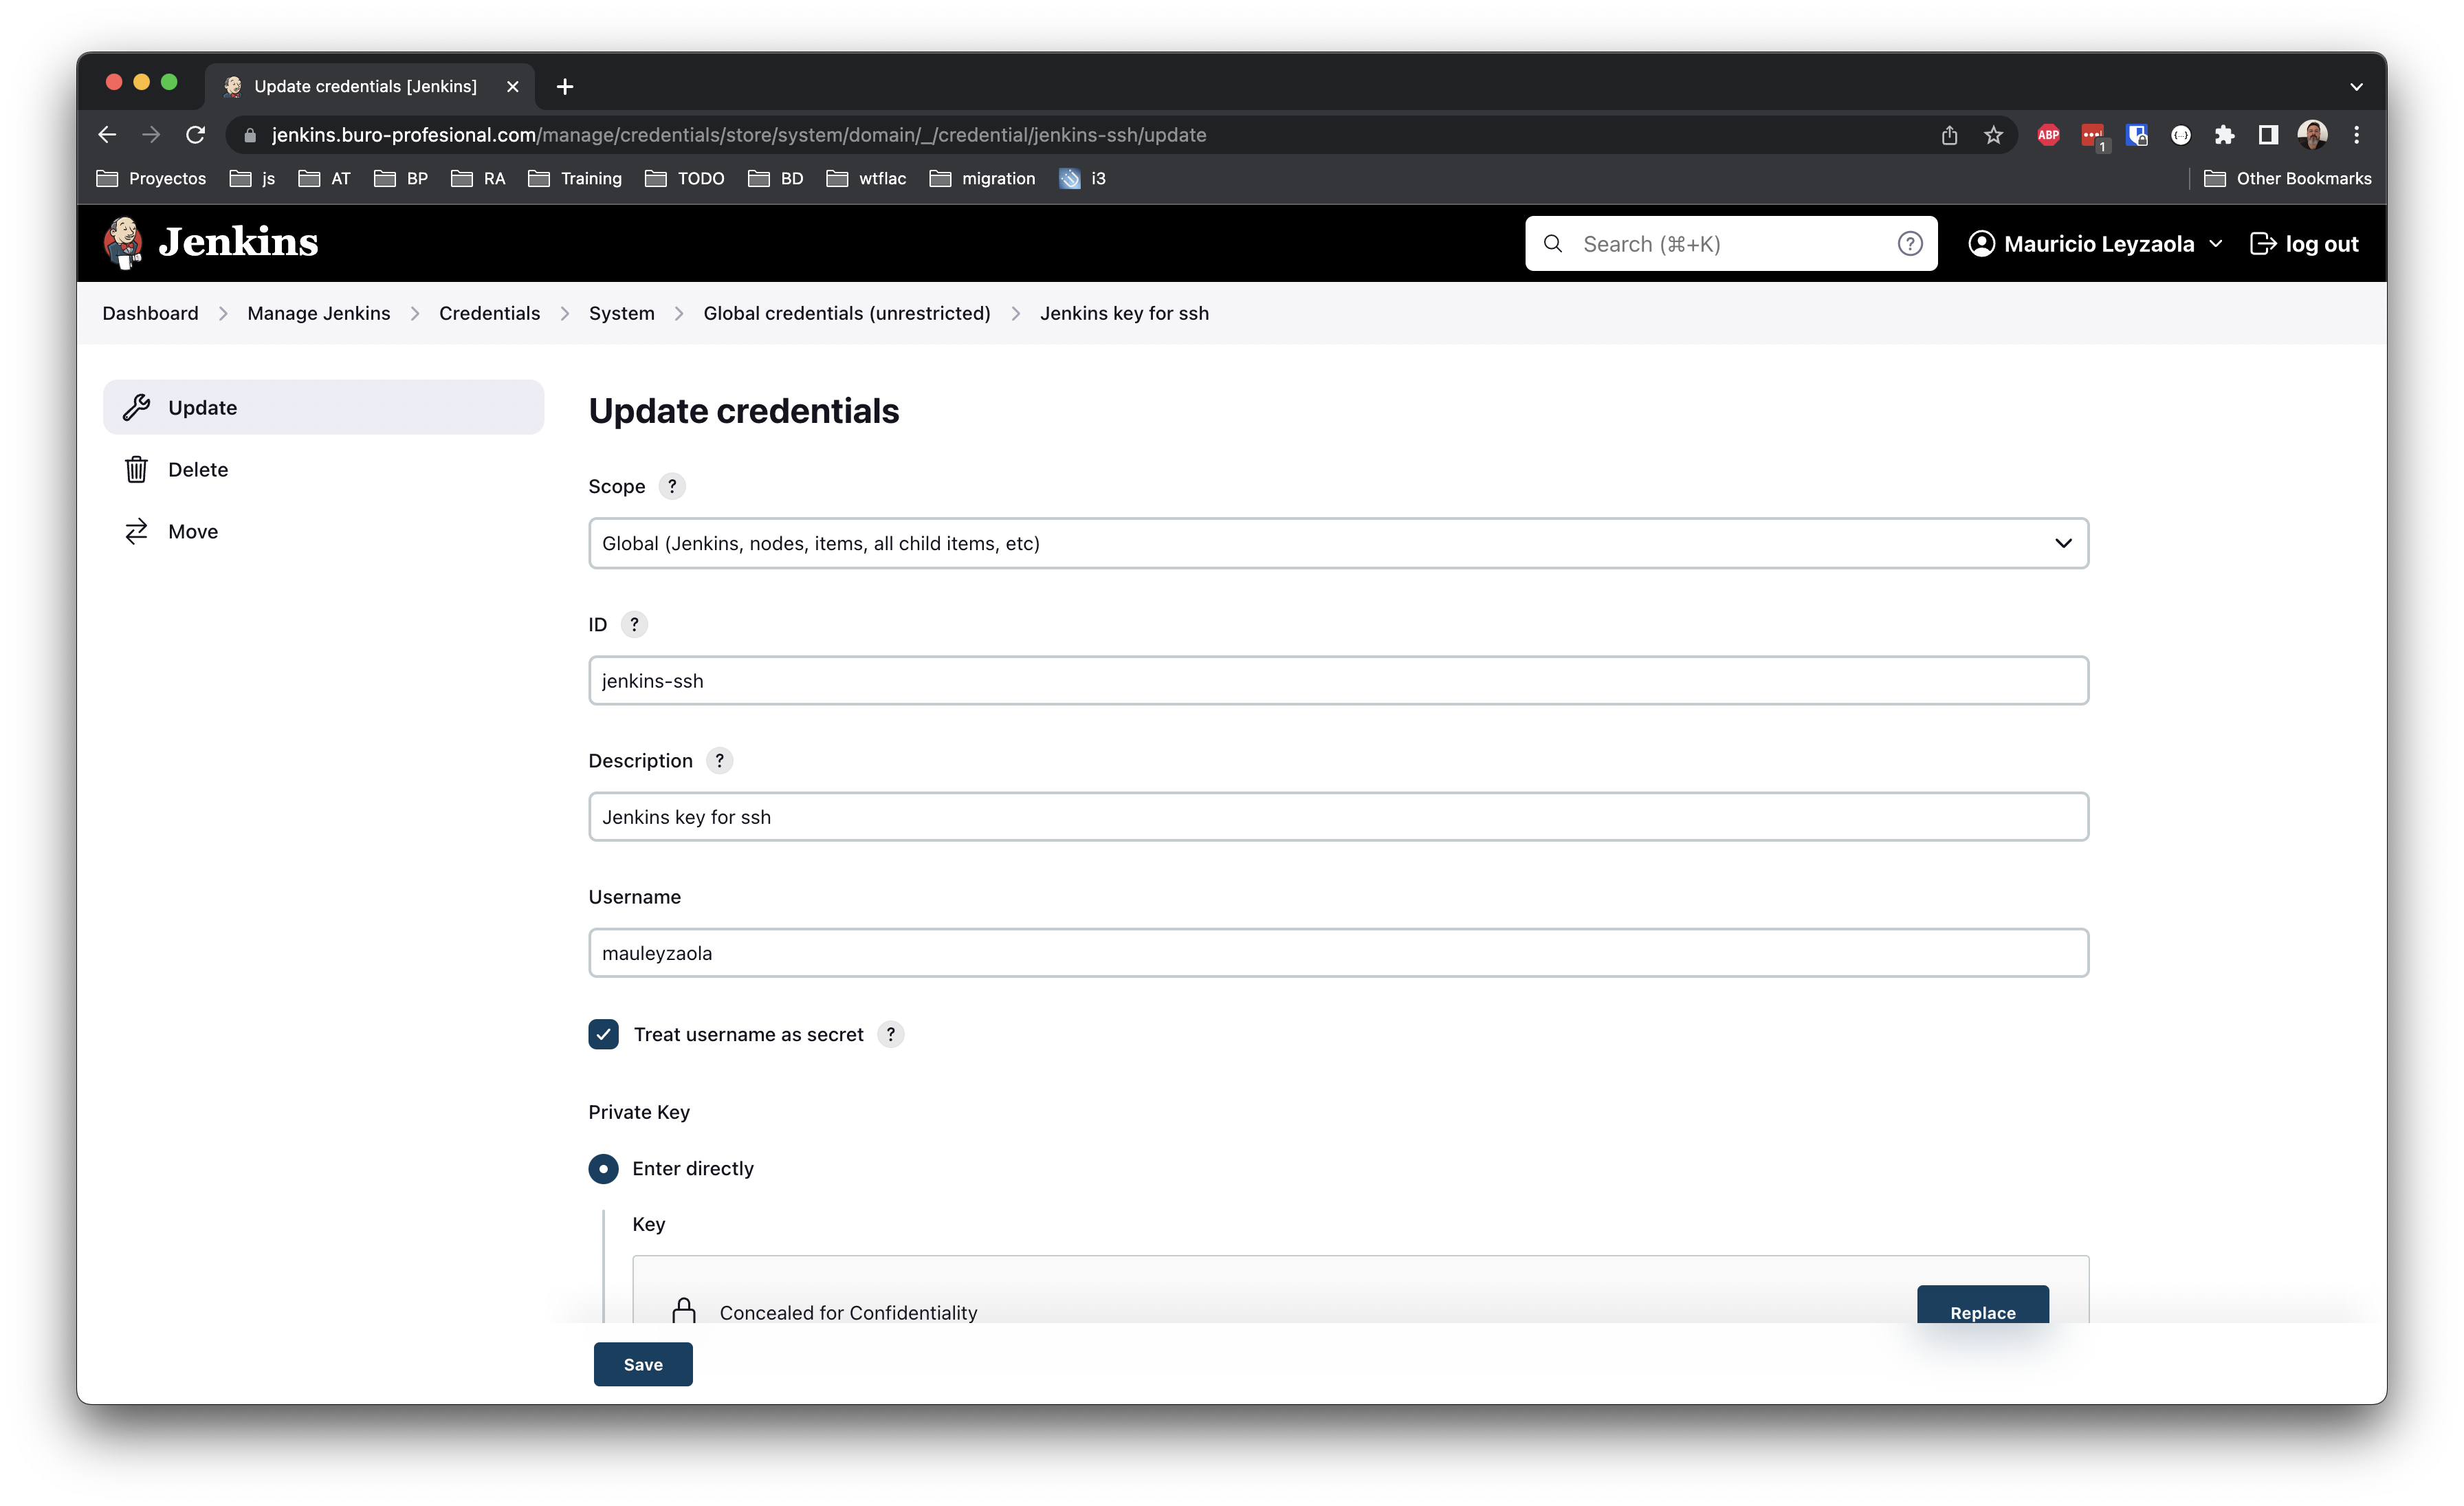 Update credentials [Jenkins]
jenkins.buro-profesional.com/manage/credentials/store/system/domain/_/credential/jenkins-ssh/update
ABP
1
Proyectos js AT BP RA Training TODO BD wtflac migration i3 Other Bookmarks
Jenkins
Search (⌘+K) ?
Mauricio Leyzaola
log out
Dashboard > Manage Jenkins > Credentials > System > Global credentials (unrestricted) > Jenkins key for ssh
Update
Delete
Move
Update credentials
Scope ?
Global (Jenkins, nodes, items, all child items, etc)
ID ?
jenkins-ssh
Description ?
Jenkins key for ssh
Username
mauleyzaola
Treat username as secret ?
Private Key
Enter directly
Key
Concealed for Confidentiality
Replace
Save